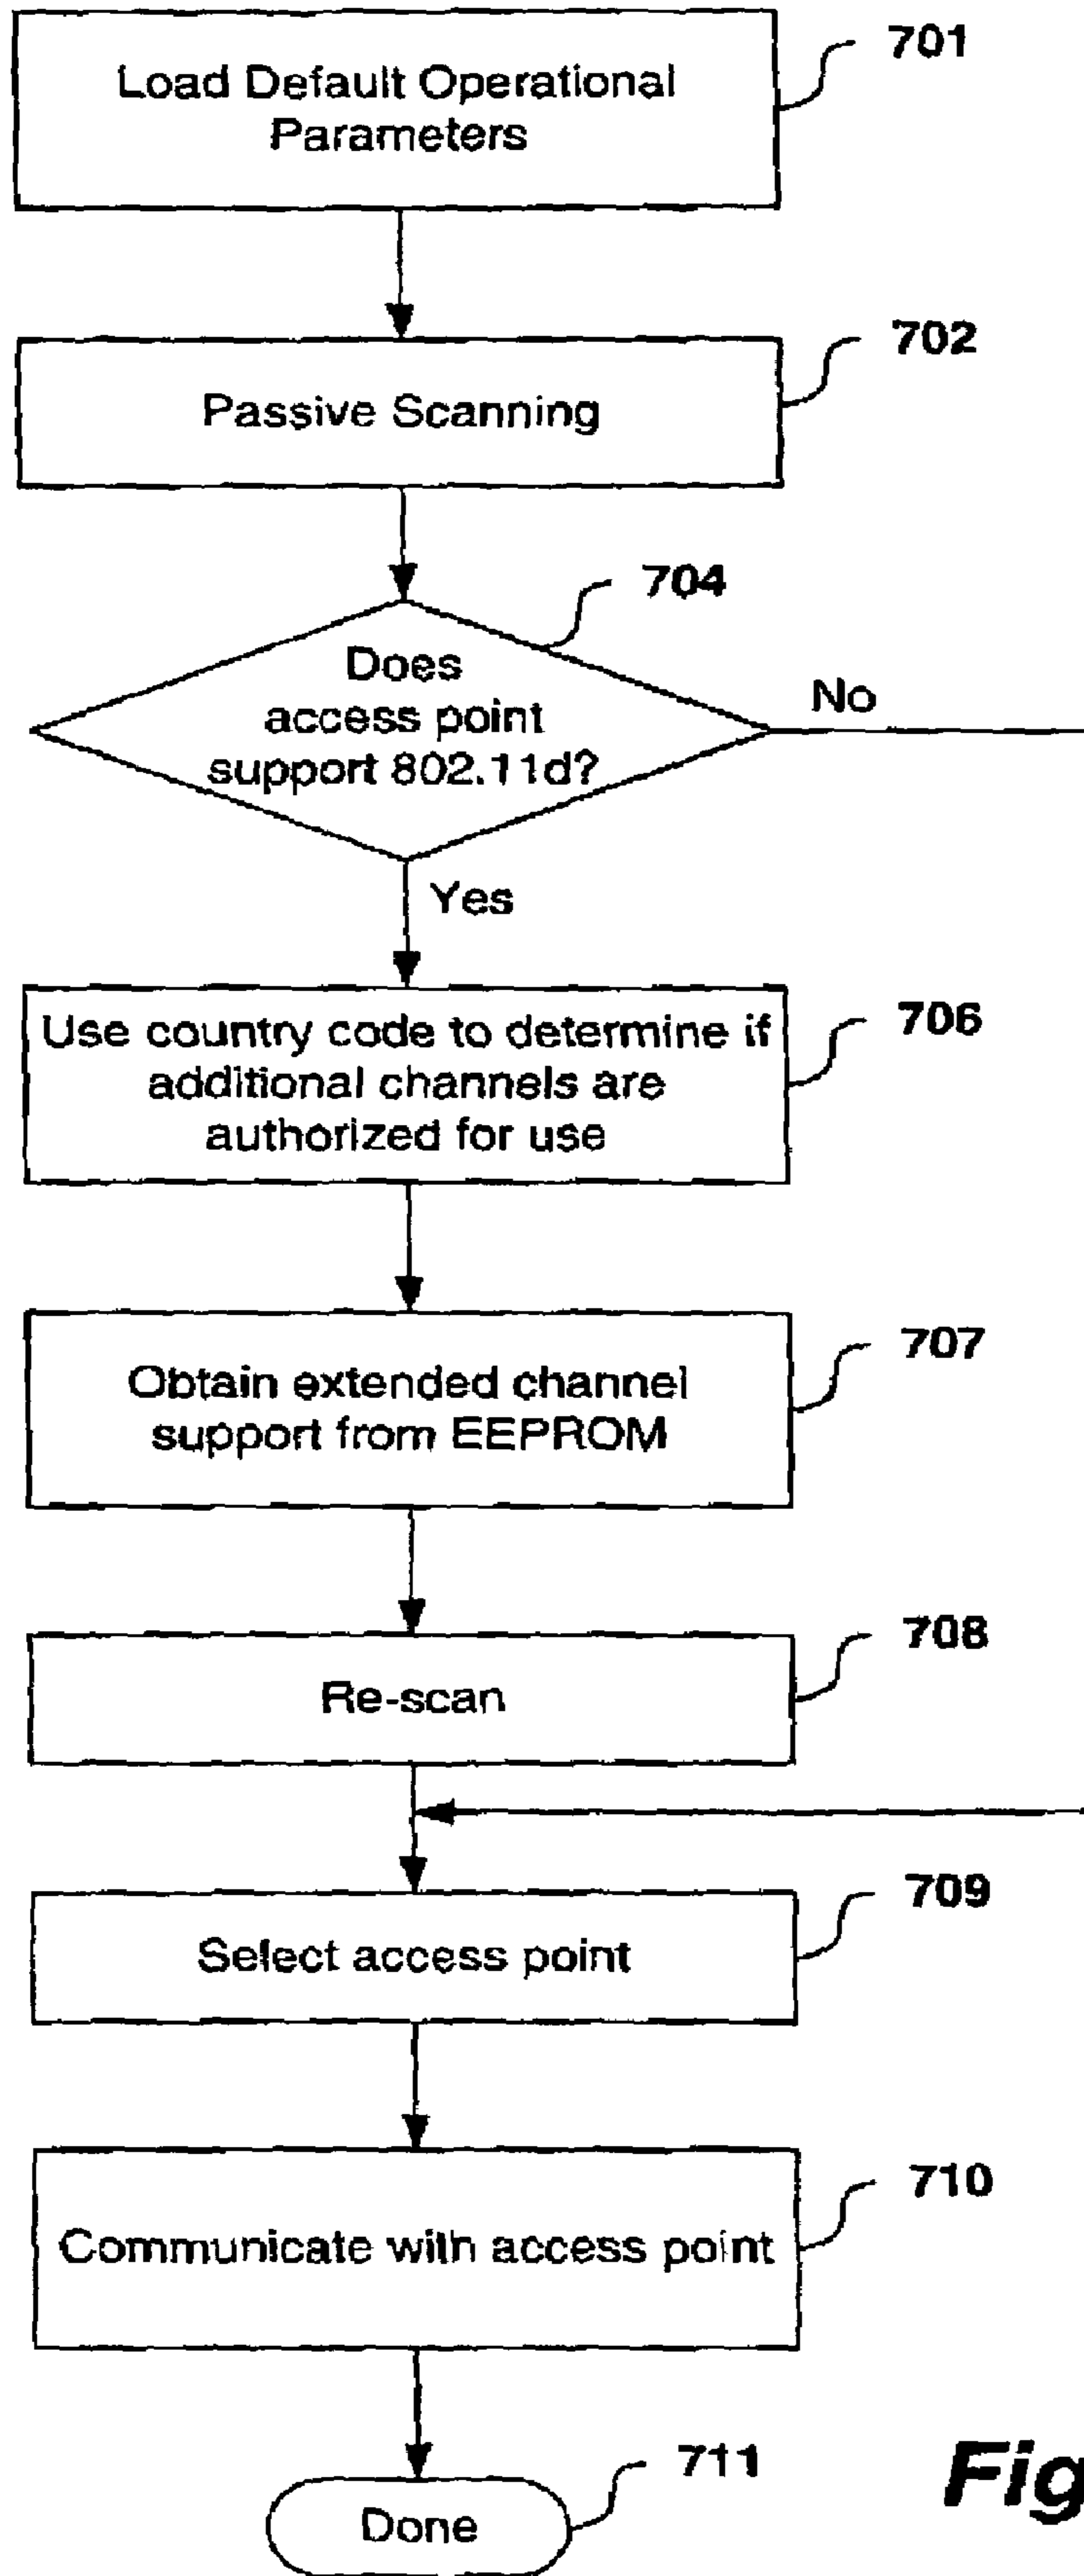 701
Load Default Operational
Parameters
702
Passive Scanning
704
Does
access point
support 802.11d?
No
Yes
706
Use country code to determine if
additional channels are
authorized for use
707
Obtain extended channel
support from EEPROM
708
Re-scan
709
Select access point
710
Communicate with access point
711
Done
Fig